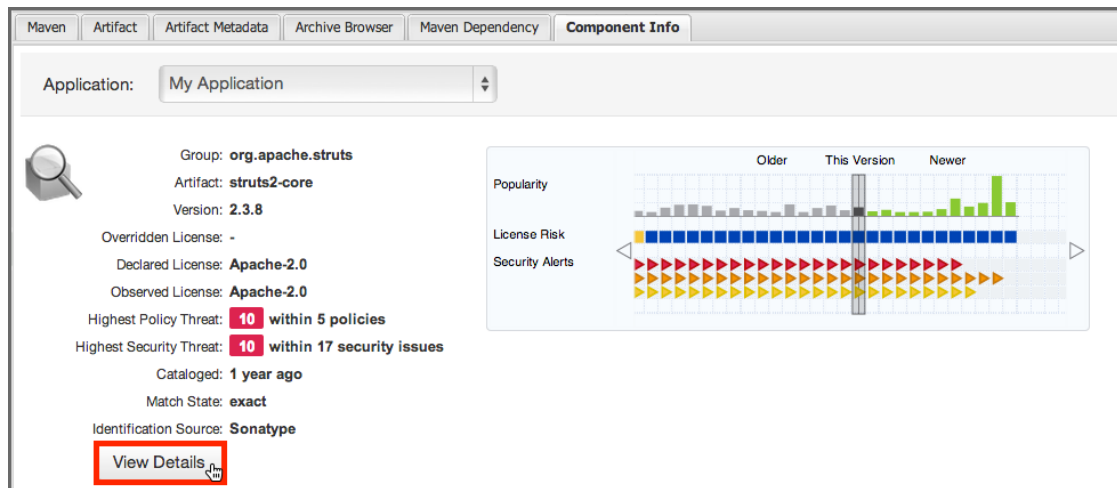 Maven Artifact Artifact Metadata Archive Browser Maven Dependency Component Info
Application: My Application
Group: org.apache.struts
Artifact: struts2-core
Version: 2.3.8
Overridden License: -
Declared License: Apache-2.0
Observed License: Apache-2.0
Highest Policy Threat: 10 within 5 policies
Highest Security Threat: 10 within 17 security issues
Cataloged: 1 year ago
Match State: exact
Identification Source: Sonatype
View Details
Older This Version Newer
Popularity
License Risk
Security Alerts